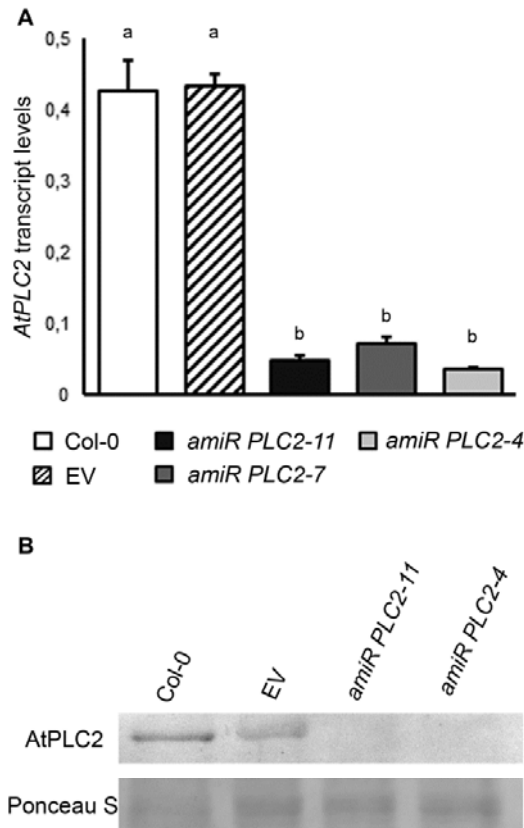 A
AtPLC2 transcript levels
0,5
0,4
0,3
0,2
0,1
0
a
a
b
b
b
Col-0
amiR PLC2-11
amiR PLC2-4
EV
amiR PLC2-7
B
Col-0
EV
amiR PLC2-11
amiR PLC2-4
AtPLC2
Ponceau S